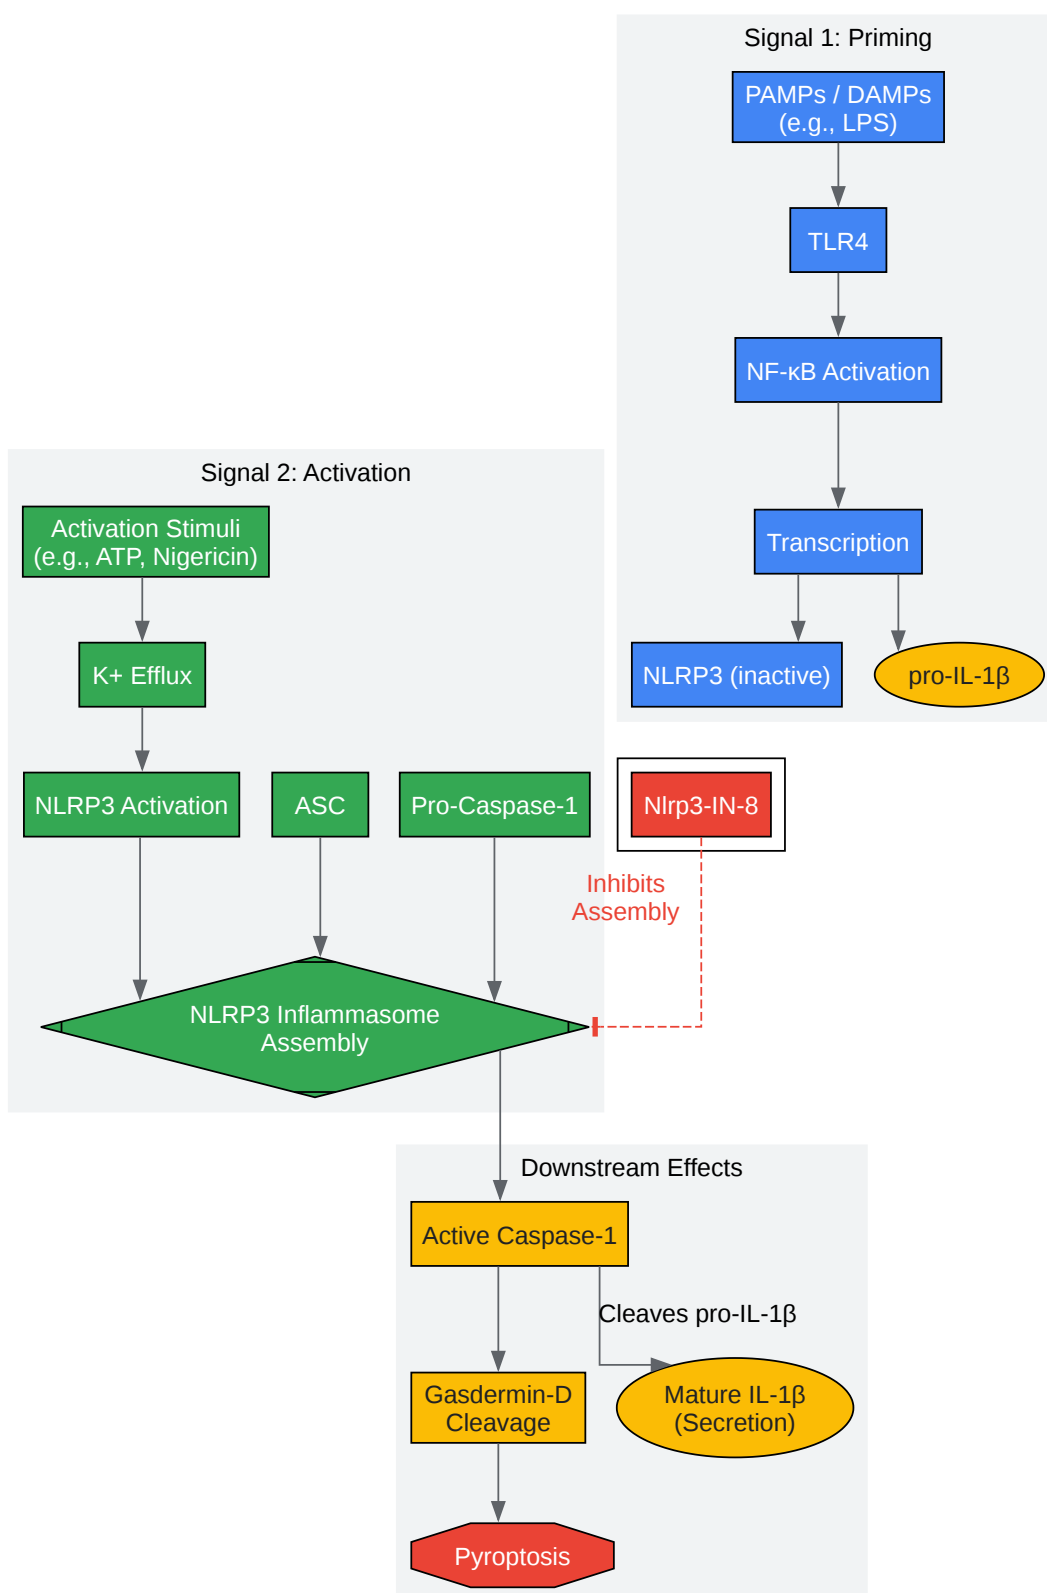 Signal 1: Priming
PAMPs / DAMPs
(e.g., LPS)
TLR4
NF-κB Activation
Transcription
NLRP3 (inactive)
pro-IL-1β
Signal 2: Activation
Activation Stimuli
(e.g., ATP, Nigericin)
K+ Efflux
NLRP3 Activation
ASC
Pro-Caspase-1
Nlrp3-IN-8
Inhibits
Assembly
NLRP3 Inflammasome
Assembly
Downstream Effects
Active Caspase-1
Cleaves pro-IL-1β
Gasdermin-D
Cleavage
Mature IL-1β
(Secretion)
Pyroptosis